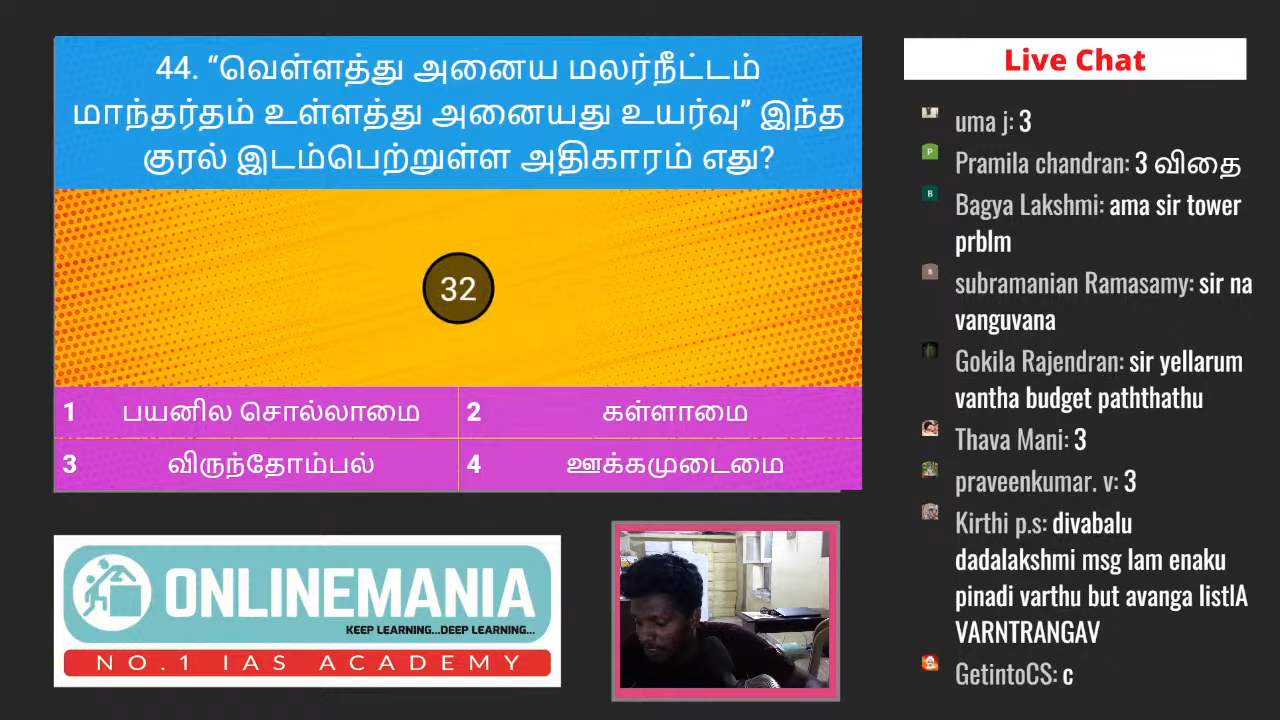 44. “வெள்ளத்து அனைய மலர்நீட்டம்
மாந்தர்தம் உள்ளத்து அனையது உயர்வு” இந்த
குரல் இடம்பெற்றுள்ள அதிகாரம் எது?
32
1 பயனில சொல்லாமை
2 கள்ளாமை
3 விருந்தோம்பல்
4 ஊக்கமுடைமை
ONLINEMANIA
KEEP LEARNING...DEEP LEARNING...
NO.1 IAS ACADEMY
Live Chat
uma j: 3
P
Pramila chandran: 3 விதை
B
Bagya Lakshmi: ama sir tower
prblm
subramanian Ramasamy: sir na
vanguvana
Gokila Rajendran: sir yellarum
vantha budget paththathu
Thava Mani: 3
praveenkumar. v: 3
Kirthi p.s: divabalu
dadalakshmi msg lam enaku
pinadi varthu but avanga listlA
VARNTRANGAV
GetintoCS: c